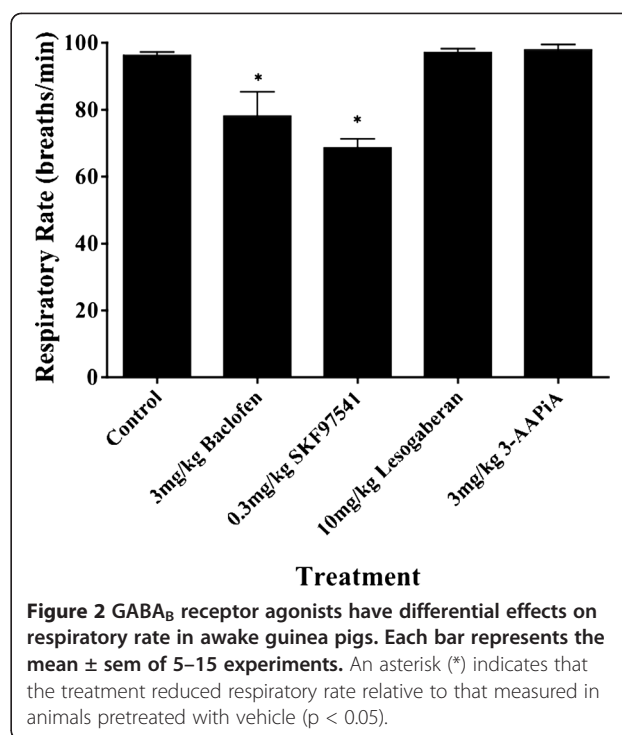 100
80
60
40
20
0
Respiratory Rate (breaths/min)
*
*
Control
3mg/kg Baclofen
0.3mg/kg SKF97541
10mg/kg Lesogaberan
3mg/kg 3-AAPiA
Treatment
Figure 2 GABAB receptor agonists have differential effects on
respiratory rate in awake guinea pigs. Each bar represents the
mean ± sem of 5–15 experiments. An asterisk (*) indicates that
the treatment reduced respiratory rate relative to that measured in
animals pretreated with vehicle (p < 0.05).